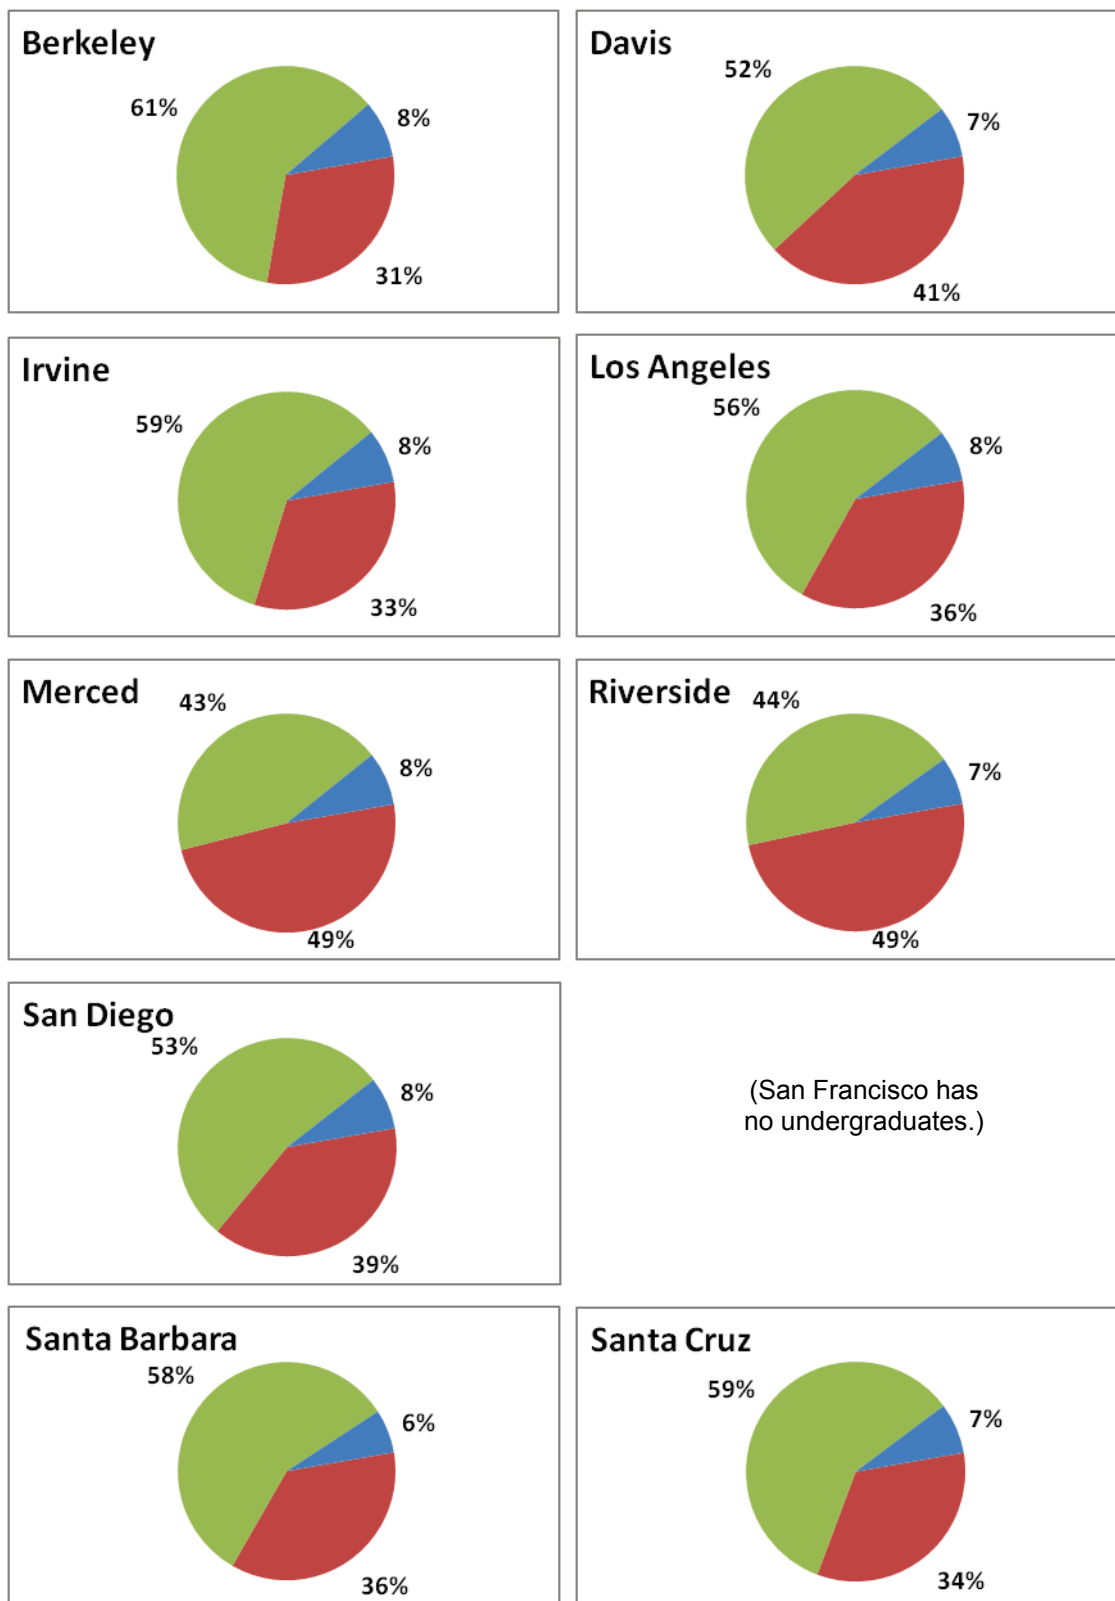 Berkeley
61%
8%
31%
Davis
52%
7%
41%
Irvine
59%
8%
33%
Los Angeles
56%
8%
36%
Merced
43%
8%
49%
Riverside
44%
7%
49%
San Diego
53%
8%
39%
(San Francisco has
no undergraduates.)
Santa Barbara
58%
6%
36%
Santa Cruz
59%
7%
34%